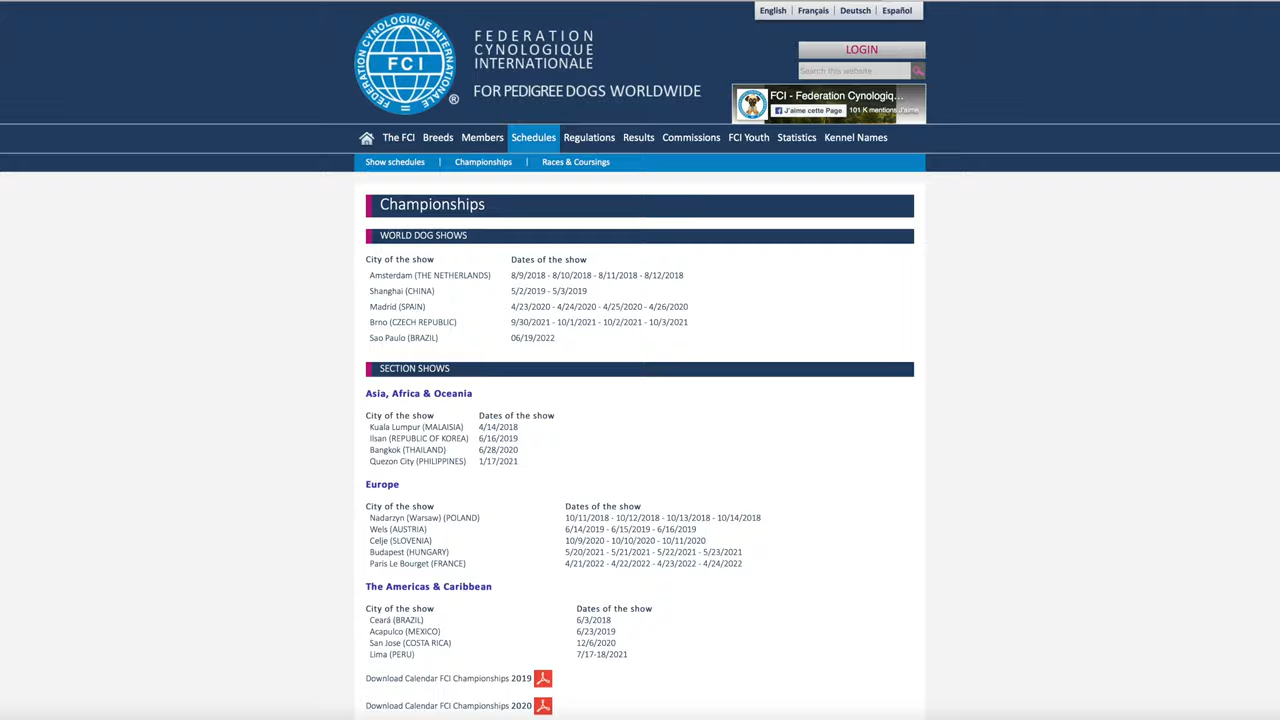 English | Français | Deutsch | Español
FEDERATION CYNOLOGIQUE INTERNATIONALE
FCI
®
FEDERATION
CYNOLOGIQUE
INTERNATIONALE
FOR PEDIGREE DOGS WORLDWIDE
LOGIN
Search this website
FCI - Federation Cynologiq...
J'aime cette Page 101 K mentions J'aime
The FCI Breeds Members Schedules Regulations Results Commissions FCI Youth Statistics Kennel Names
Show schedules | Championships | Races & Coursings
Championships
WORLD DOG SHOWS
City of the show Dates of the show
Amsterdam (THE NETHERLANDS) 8/9/2018 - 8/10/2018 - 8/11/2018 - 8/12/2018
Shanghai (CHINA) 5/2/2019 - 5/3/2019
Madrid (SPAIN) 4/23/2020 - 4/24/2020 - 4/25/2020 - 4/26/2020
Brno (CZECH REPUBLIC) 9/30/2021 - 10/1/2021 - 10/2/2021 - 10/3/2021
Sao Paulo (BRAZIL) 06/19/2022
SECTION SHOWS
Asia, Africa & Oceania
City of the show Dates of the show
Kuala Lumpur (MALAISIA) 4/14/2018
Ilsan (REPUBLIC OF KOREA) 6/16/2019
Bangkok (THAILAND) 6/28/2020
Quezon City (PHILIPPINES) 1/17/2021
Europe
City of the show Dates of the show
Nadarzyn (Warsaw) (POLAND) 10/11/2018 - 10/12/2018 - 10/13/2018 - 10/14/2018
Wels (AUSTRIA) 6/14/2019 - 6/15/2019 - 6/16/2019
Celje (SLOVENIA) 10/9/2020 - 10/10/2020 - 10/11/2020
Budapest (HUNGARY) 5/20/2021 - 5/21/2021 - 5/22/2021 - 5/23/2021
Paris Le Bourget (FRANCE) 4/21/2022 - 4/22/2022 - 4/23/2022 - 4/24/2022
The Americas & Caribbean
City of the show Dates of the show
Ceará (BRAZIL) 6/3/2018
Acapulco (MEXICO) 6/23/2019
San Jose (COSTA RICA) 12/6/2020
Lima (PERU) 7/17-18/2021
Download Calendar FCI Championships 2019
Download Calendar FCI Championships 2020